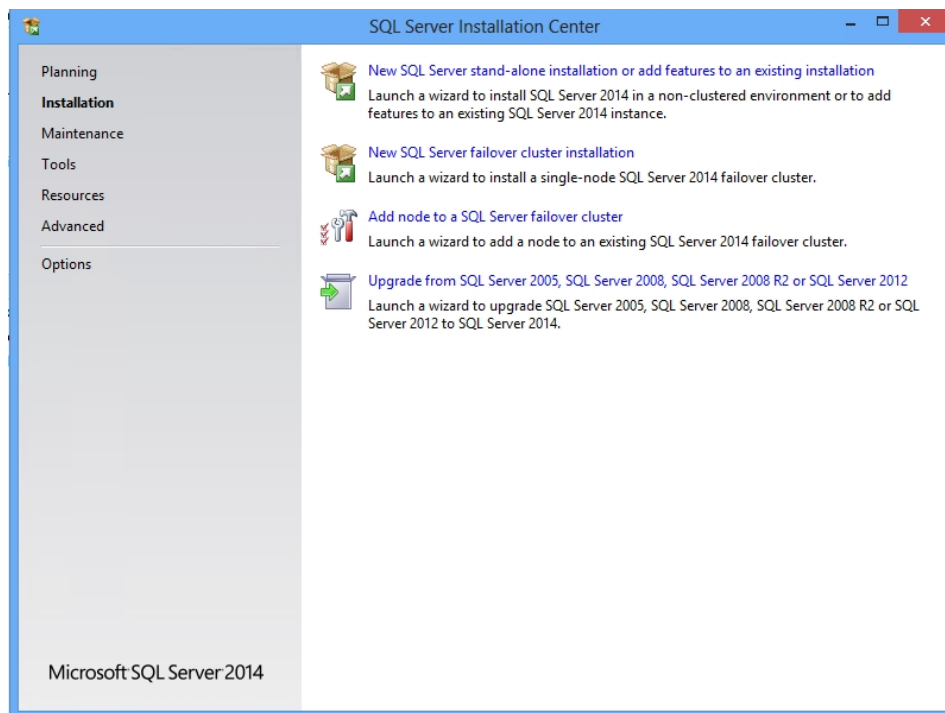 SQL Server Installation Center
Planning
Installation
Maintenance
Tools
Resources
Advanced
Options
New SQL Server stand-alone installation or add features to an existing installation
Launch a wizard to install SQL Server 2014 in a non-clustered environment or to add
features to an existing SQL Server 2014 instance.
New SQL Server failover cluster installation
Launch a wizard to install a single-node SQL Server 2014 failover cluster.
Add node to a SQL Server failover cluster
Launch a wizard to add a node to an existing SQL Server 2014 failover cluster.
Upgrade from SQL Server 2005, SQL Server 2008, SQL Server 2008 R2 or SQL Server 2012
Launch a wizard to upgrade SQL Server 2005, SQL Server 2008, SQL Server 2008 R2 or SQL
Server 2012 to SQL Server 2014.
Microsoft SQL Server 2014